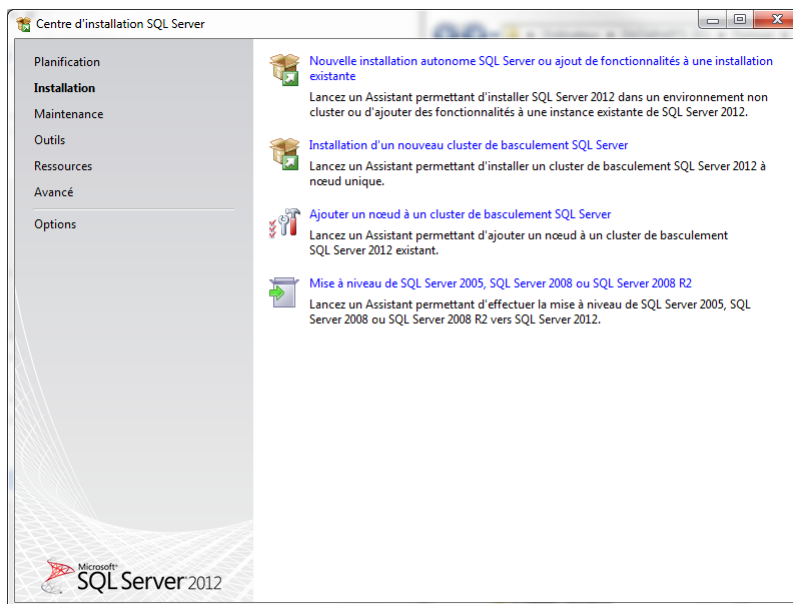 Centre d'installation SQL Server
Planification
Installation
Maintenance
Outils
Ressources
Avancé
Options
Nouvelle installation autonome SQL Server ou ajout de fonctionnalités à une installation
existante
Lancez un Assistant permettant d'installer SQL Server 2012 dans un environnement non
cluster ou d'ajouter des fonctionnalités à une instance existante de SQL Server 2012.
Installation d'un nouveau cluster de basculement SQL Server
Lancez un Assistant permettant d'installer un cluster de basculement SQL Server 2012 à
nœud unique.
Ajouter un nœud à un cluster de basculement SQL Server
Lancez un Assistant permettant d'ajouter un nœud à un cluster de basculement
SQL Server 2012 existant.
Mise à niveau de SQL Server 2005, SQL Server 2008 ou SQL Server 2008 R2
Lancez un Assistant permettant d'effectuer la mise à niveau de SQL Server 2005, SQL
Server 2008 ou SQL Server 2008 R2 vers SQL Server 2012.
Microsoft®
SQL Server 2012